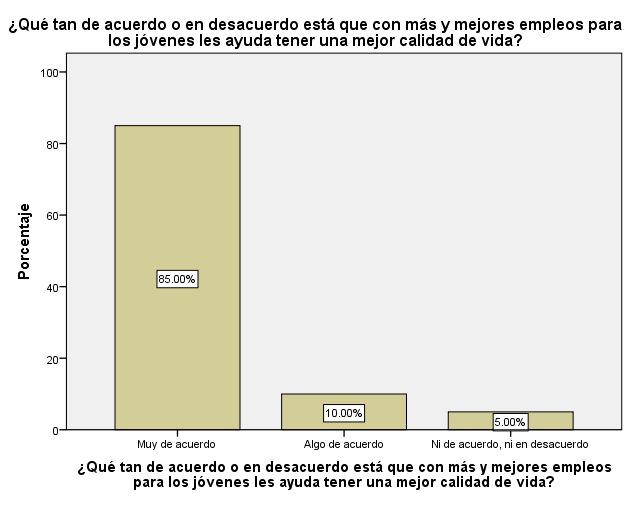 ¿Qué tan de acuerdo o en desacuerdo está que con más y mejores empleos para
los jóvenes les ayuda tener una mejor calidad de vida?
100
80
60
40
20
0
Porcentaje
85.00%
10.00%
5.00%
Muy de acuerdo
Algo de acuerdo
Ni de acuerdo, ni en desacuerdo
¿Qué tan de acuerdo o en desacuerdo está que con más y mejores empleos
para los jóvenes les ayuda tener una mejor calidad de vida?